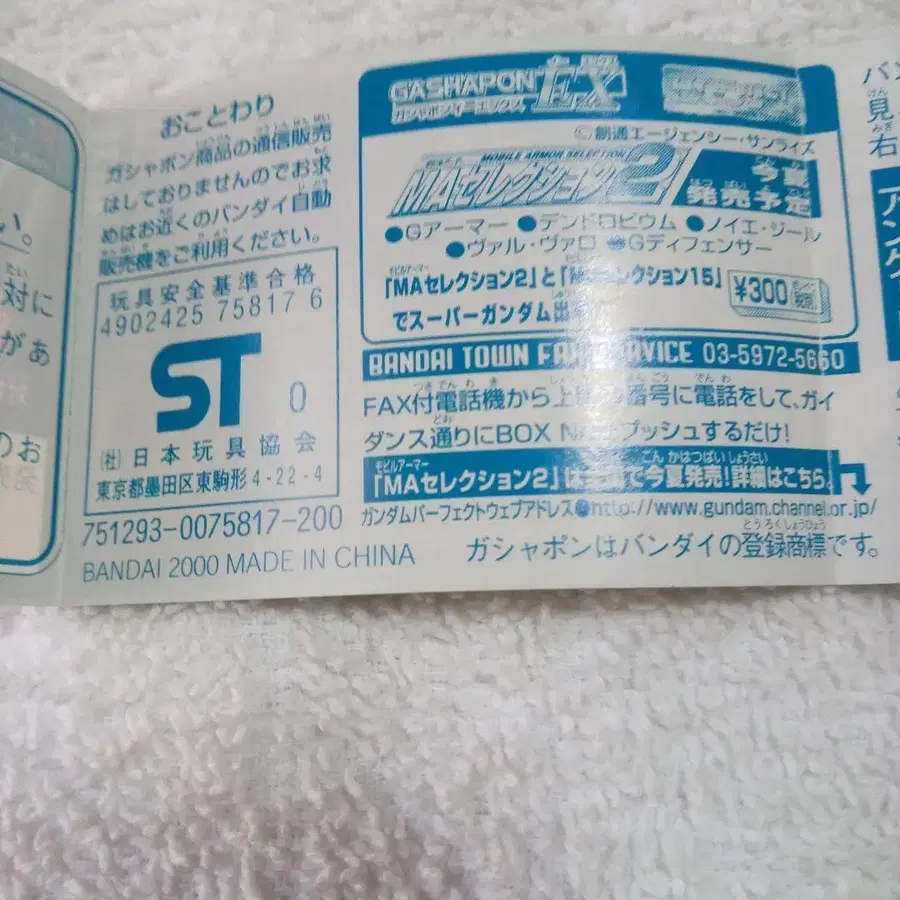 い。
対に
があ
のお
おことわり
ガシャポン商品の通信販売
はしておりませんのでお求
めはお近くのバンダイ自動
販売機をご利用ください。
玩具安全基準合格
4902425 75817 6
ST 0
(社)日本玩具協会
東京都墨田区東駒形4-22-4
751293-0075817-200
BANDAI 2000 MADE IN CHINA
GASHAPON EX
ガシャポンイーエックス
©創通エージェンシー・サンライズ
MOBILE ARMOR SELECTION
MAセレクション2
今夏
発売予定
●Gアーマー ●デンドロビウム ●ノイエ・ジール
●ヴァル・ヴァロ ●Gディフェンサー
「MAセレクション2」と「レクション15」
でスーパーガンダム出
¥300
BANDAI TOWN VICE 03-5972-5660
FAX付電話機から上 番号に電話をして、ガイ
ダンス通りにBOX プッシュするだけ!
「MAセレクション2」は で今夏発売!詳細はこちら。
ガンダムパーフェクトウェブアドレス●http://www.gundam.channel.or.jp/
ガシャポンはバンダイの登録商標です。
バン
見
右